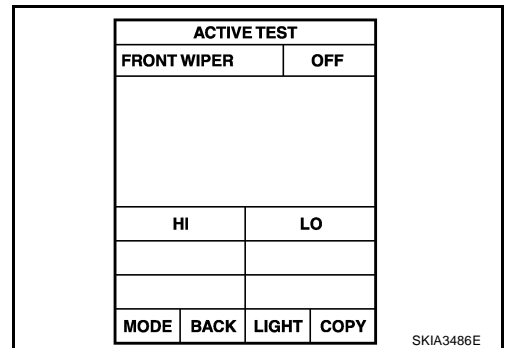 ACTIVE TEST
FRONT WIPER OFF
HI LO
MODE BACK LIGHT COPY
SKIA3486E